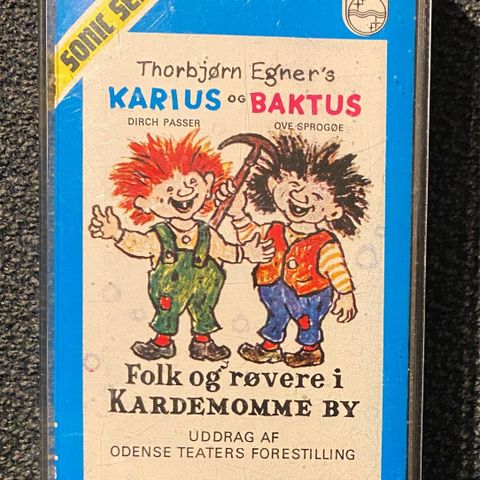 SONIC SE
Thorbjørn Egner's
KARIUS OG BAKTUS
DIRCH PASSER OVE SPROGØE
Folk og røvere i
KARDEMOMME BY
UDDRAG AF
ODENSE TEATERS FORESTILLING